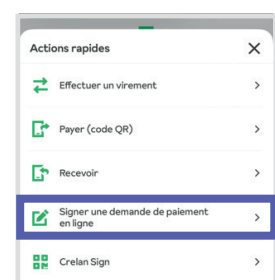 Actions rapides
Effectuer un virement
Payer (code QR)
Recevoir
Signer une demande de paiement
en ligne
Crelan Sign